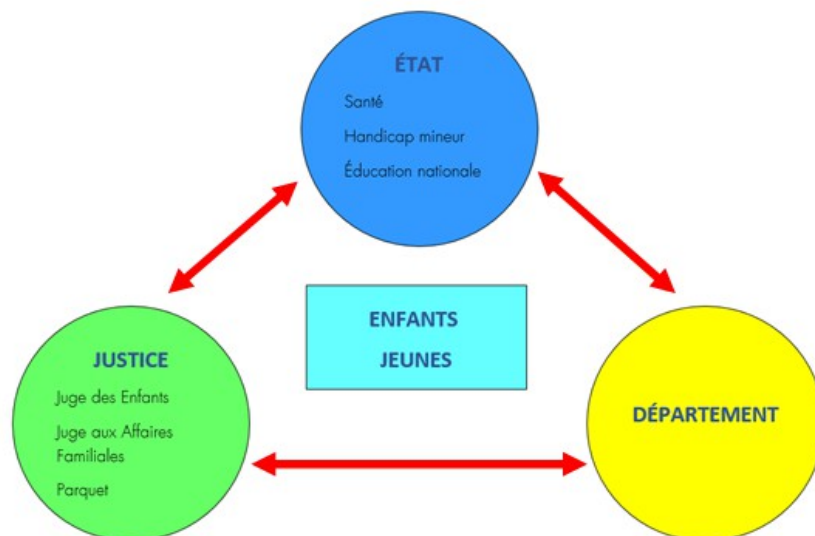 ÉTAT
Santé
Handicap mineur
Éducation nationale
ENFANTS
JEUNES
JUSTICE
Juge des Enfants
Juge aux Affaires
Familiales
Parquet
DÉPARTEMENT